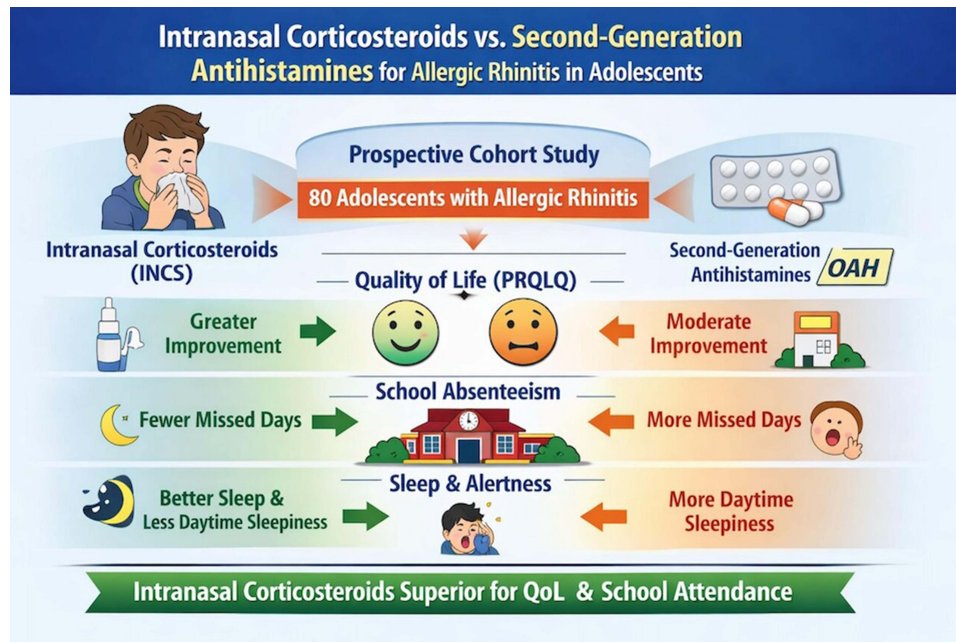 Intranasal Corticosteroids vs. Second-Generation
Antihistamines for Allergic Rhinitis in Adolescents
Prospective Cohort Study
80 Adolescents with Allergic Rhinitis
Intranasal Corticosteroids
(INCS)
Second-Generation
Antihistamines
OAH
Quality of Life (PRQLQ)
Greater
Improvement
Moderate
Improvement
School Absenteeism
Fewer Missed Days
More Missed Days
Sleep & Alertness
Better Sleep &
Less Daytime Sleepiness
More Daytime
Sleepiness
Intranasal Corticosteroids Superior for QoL & School Attendance